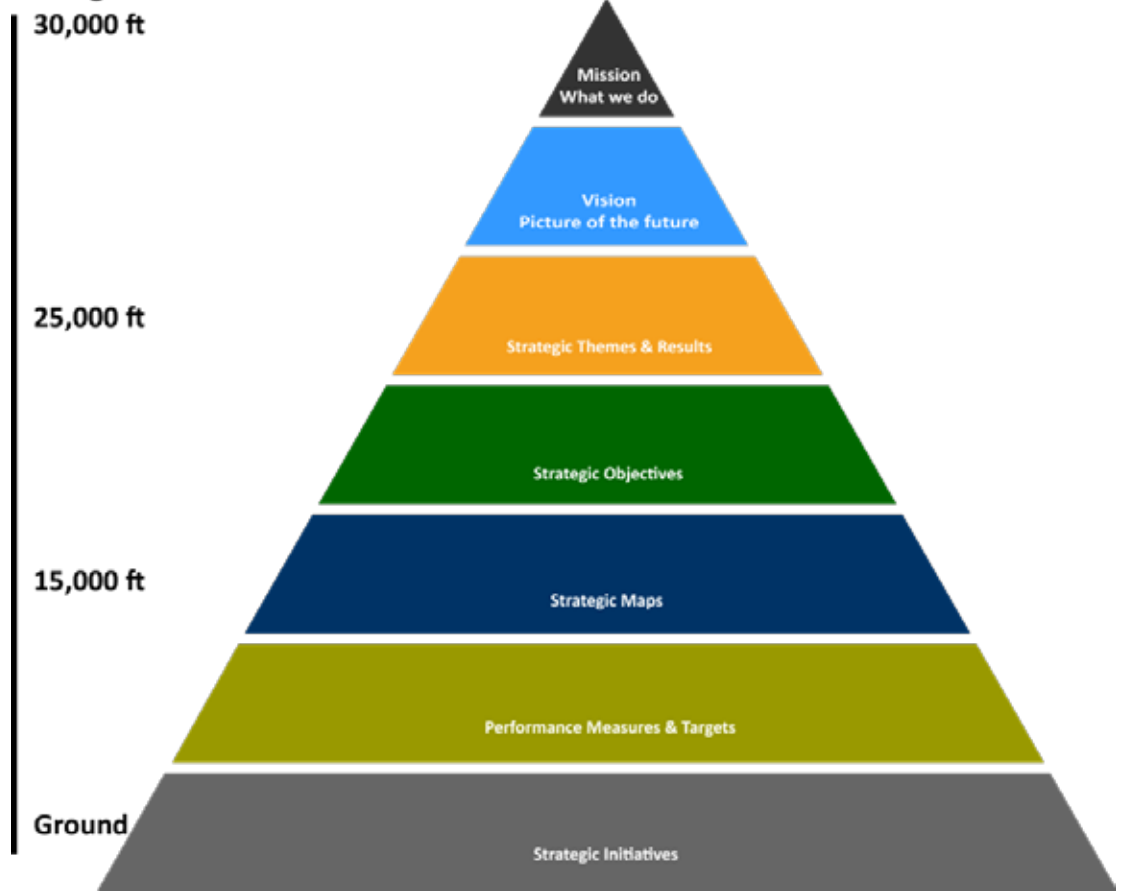 30,000 ft
Mission
What we do
Vision
Picture of the future
25,000 ft
Strategic Themes & Results
Strategic Objectives
15,000 ft
Strategic Maps
Performance Measures & Targets
Ground
Strategic Initiatives